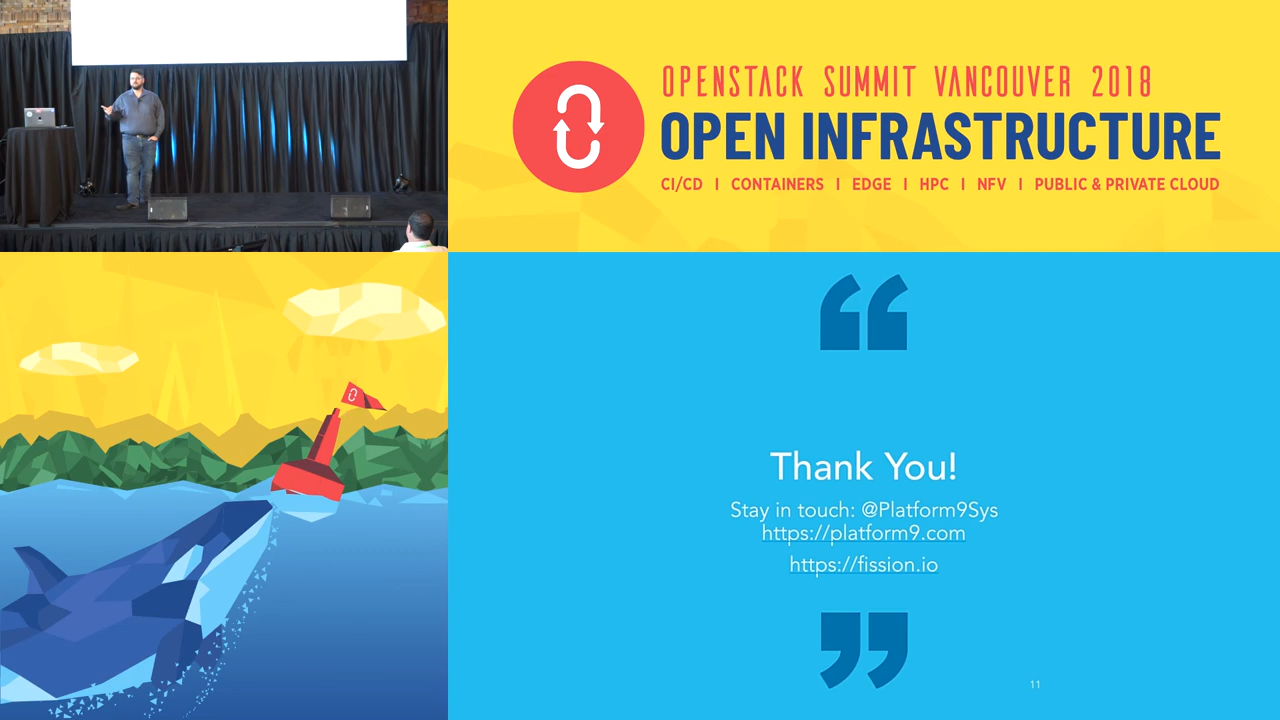 OPENSTACK SUMMIT VANCOUVER 2018
OPEN INFRASTRUCTURE
CI/CD | CONTAINERS | EDGE | HPC | NFV | PUBLIC & PRIVATE CLOUD
“
Thank You!
Stay in touch: @Platform9Sys
https://platform9.com
https://fission.io
”
11